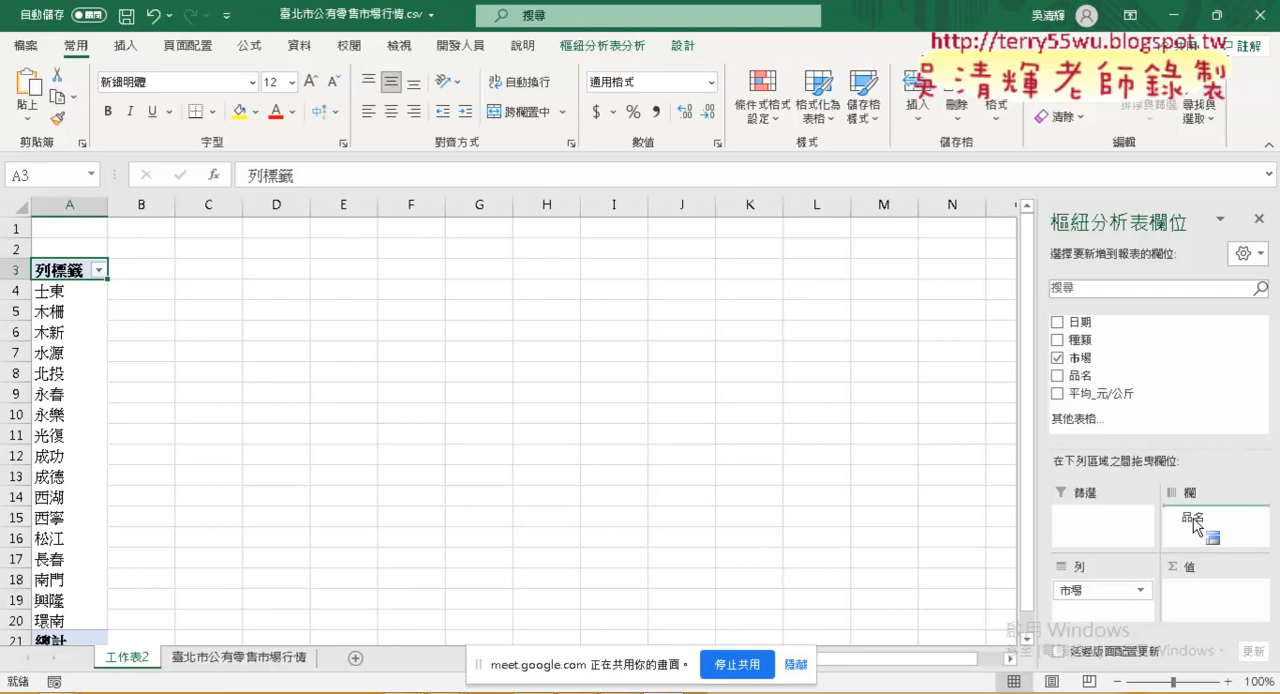 自動儲存
臺北市公有零售市場行情.csv
搜尋
吳清輝
檔案 常用 插入 頁面配置 公式 資料 校閱 檢視 開發人員 說明 樞紐分析表分析 設計
註解
http://terry55wu.blogspot.tw
吳清輝老師錄製
貼上
新細明體 12
B I U
自動換行
跨欄置中
通用格式
條件式格式設定
格式化為表格
儲存格樣式
插入 刪除 格式
清除
排序與篩選
尋找與選取
剪貼簿 字型 對齊方式 數值 樣式 儲存格 編輯
A3 fx 列標籤
A B C D E F G H I J K L M N
1
2
3 列標籤
4 士東
5 木柵
6 木新
7 水源
8 北投
9 永春
10 永樂
11 光復
12 成功
13 成德
14 西湖
15 西寧
16 松江
17 長春
18 南門
19 興隆
20 環南
21 總計
樞紐分析表欄位
選擇要新增到報表的欄位:
搜尋
日期
種類
市場
品名
平均_元/公斤
其他表格...
在下列區域之間拖曳欄位:
篩選
欄
品名
列
值
市場
啟用 Windows
延遲版面配置更新
更新
工作表2 臺北市公有零售市場行情
meet.google.com 正在共用你的畫面。 停止共用 隱藏
就緒
100%